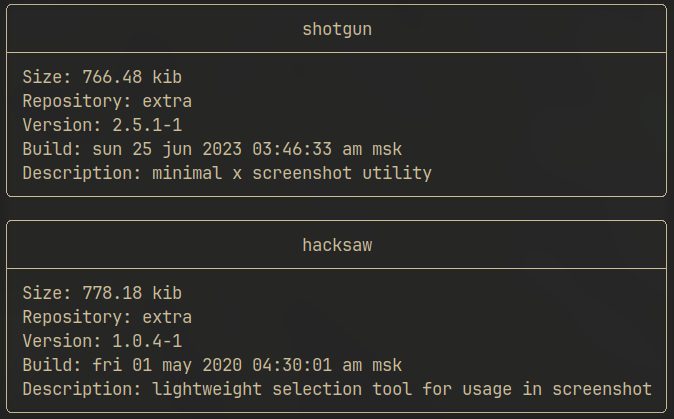 shotgun
Size: 766.48 kib
Repository: extra
Version: 2.5.1-1
Build: sun 25 jun 2023 03:46:33 am msk
Description: minimal x screenshot utility
hacksaw
Size: 778.18 kib
Repository: extra
Version: 1.0.4-1
Build: fri 01 may 2020 04:30:01 am msk
Description: lightweight selection tool for usage in screenshot